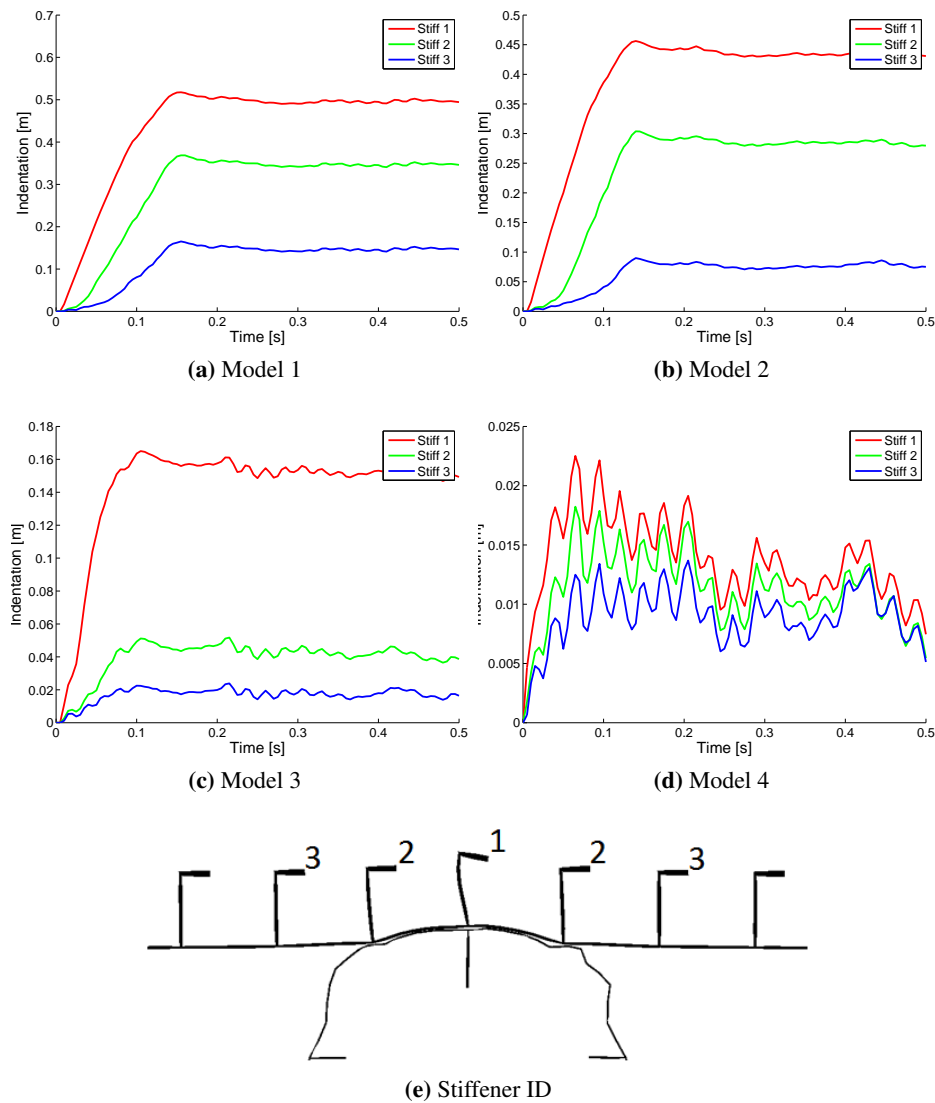 0.7
0.6
0.5
0.4
0.3
0.2
0.1
0
Indentation [m]
0 0.1 0.2 0.3 0.4 0.5
Time [s]
Stiff 1
Stiff 2
Stiff 3
(a) Model 1
0.5
0.45
0.4
0.35
0.3
0.25
0.2
0.15
0.1
0.05
0
Indentation [m]
0 0.1 0.2 0.3 0.4 0.5
Time [s]
Stiff 1
Stiff 2
Stiff 3
(b) Model 2
0.18
0.16
0.14
0.12
0.1
0.08
0.06
0.04
0.02
0
Indentation [m]
0 0.1 0.2 0.3 0.4 0.5
Time [s]
Stiff 1
Stiff 2
Stiff 3
(c) Model 3
0.025
0.02
0.015
0.01
0.005
0
Indentation [m]
0 0.1 0.2 0.3 0.4 0.5
Time [s]
Stiff 1
Stiff 2
Stiff 3
(d) Model 4
3 2 1 2 3
(e) Stiffener ID